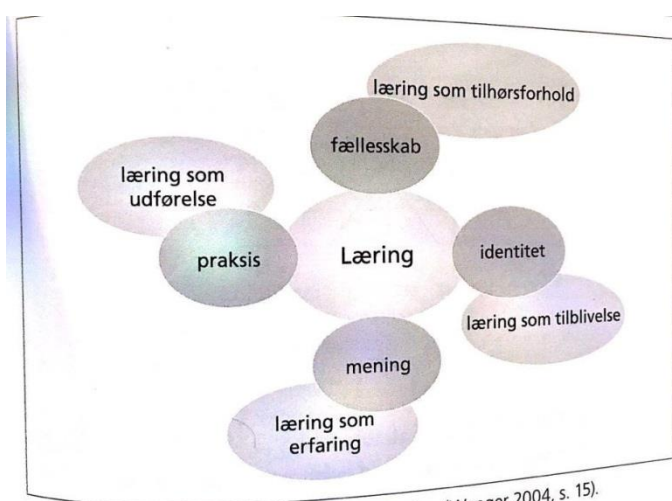 læring som tilhørsforhold
fællesskab
læring som
udførelse
praksis
Læring
identitet
læring som tilblivelse
mening
læring som
erfaring
2004, s. 15).